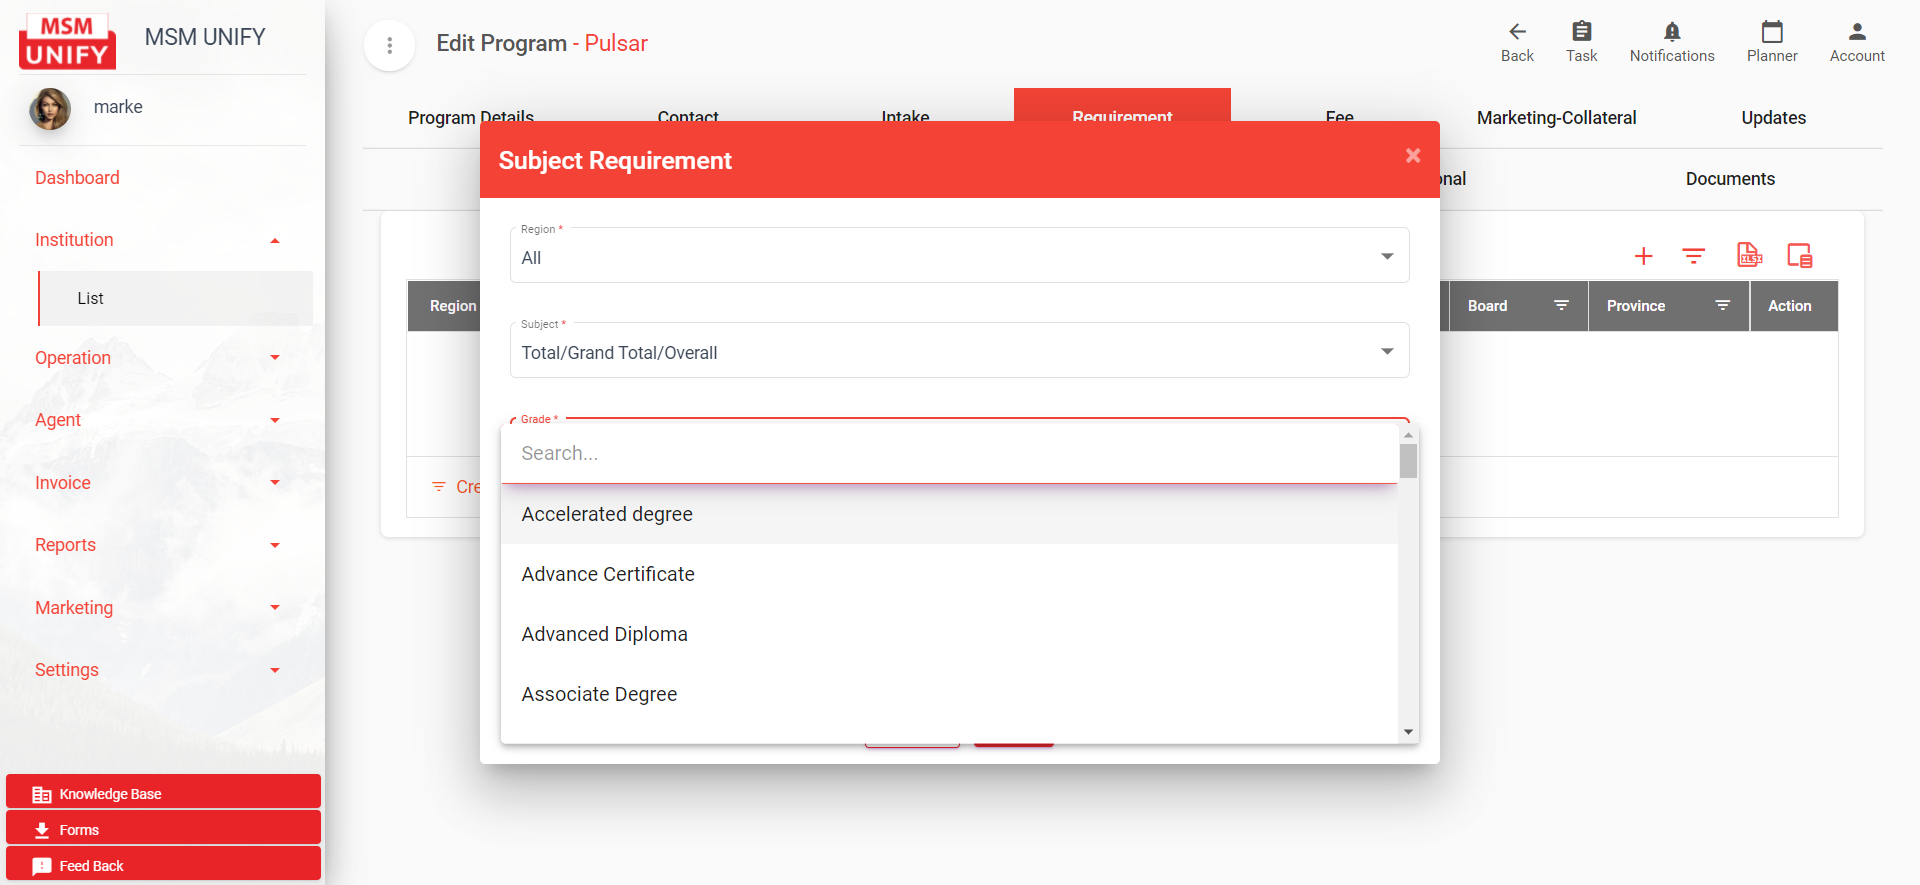 MSM
UNIFY
MSM UNIFY
marke
Dashboard
Institution
List
Operation
Agent
Invoice
Reports
Marketing
Settings
Knowledge Base
Forms
Feed Back
Edit Program - Pulsar
Back
Task
Notifications
Planner
Account
Program Details
Contact
Intake
Requirement
Fee
Marketing-Collateral
Updates
onal
Documents
Region
Board
Province
Action
XLSX
Cre
Subject Requirement
×
Region *
All
Subject *
Total/Grand Total/Overall
Grade *
Search...
Accelerated degree
Advance Certificate
Advanced Diploma
Associate Degree